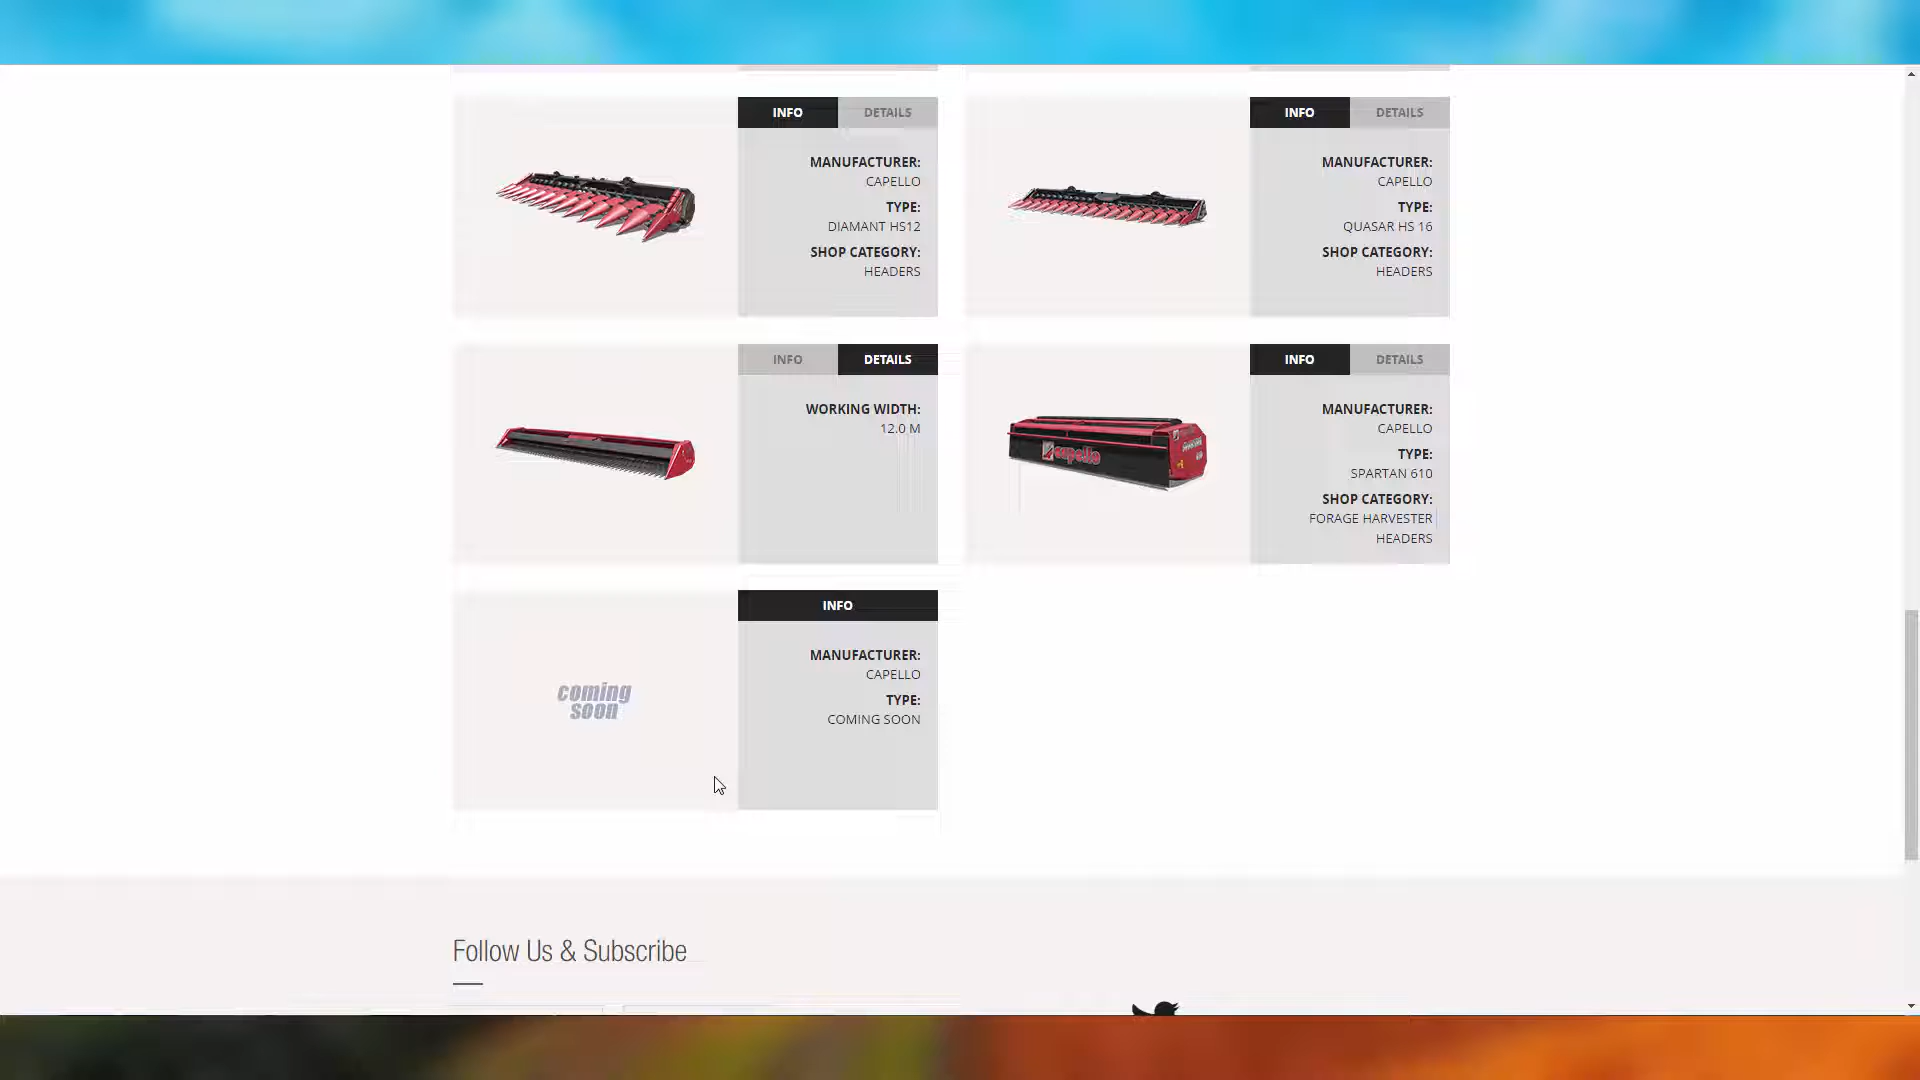 INFO DETAILS
MANUFACTURER:
CAPELLO
TYPE:
DIAMANT HS12
SHOP CATEGORY:
HEADERS
INFO DETAILS
MANUFACTURER:
CAPELLO
TYPE:
QUASAR HS 16
SHOP CATEGORY:
HEADERS
INFO DETAILS
WORKING WIDTH:
12.0 M
capello
INFO DETAILS
MANUFACTURER:
CAPELLO
TYPE:
SPARTAN 610
SHOP CATEGORY:
FORAGE HARVESTER
HEADERS
coming
soon
INFO
MANUFACTURER:
CAPELLO
TYPE:
COMING SOON
Follow Us & Subscribe